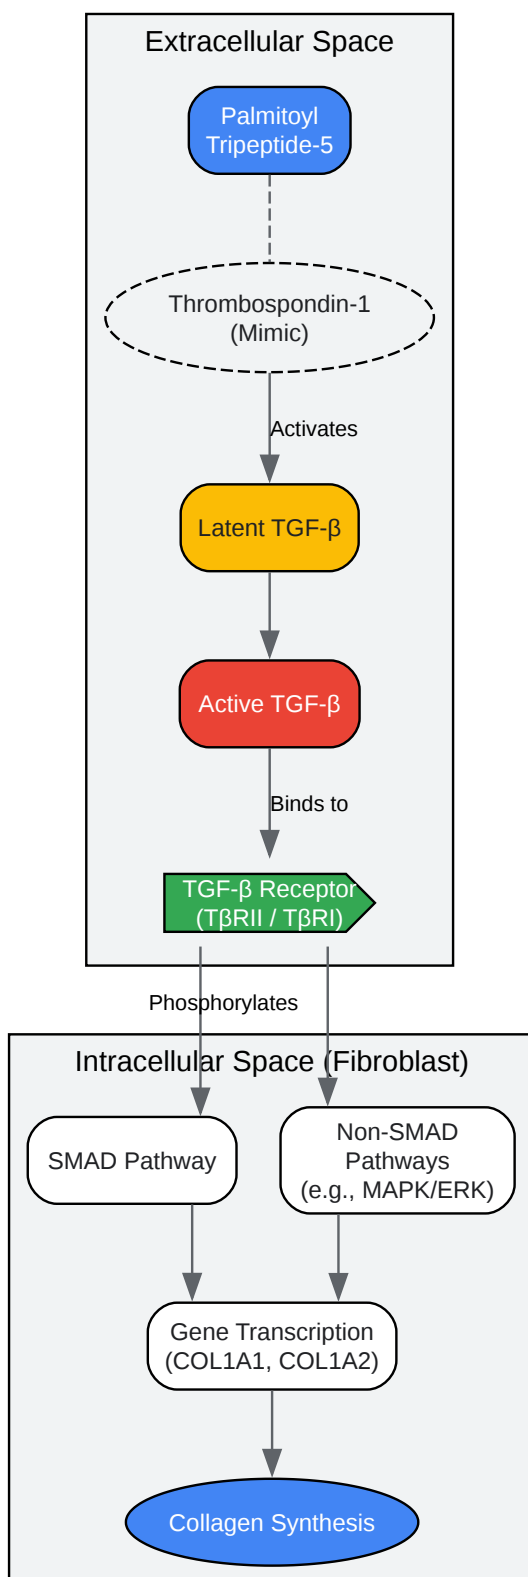 Extracellular Space
Palmitoyl
Tripeptide-5
Thrombospondin-1
(Mimic)
Activates
Latent TGF-β
Active TGF-β
Binds to
TGF-β Receptor
(TβRII / TβRI)
Phosphorylates
Intracellular Space (Fibroblast)
SMAD Pathway
Non-SMAD
Pathways
(e.g., MAPK/ERK)
Gene Transcription
(COL1A1, COL1A2)
Collagen Synthesis